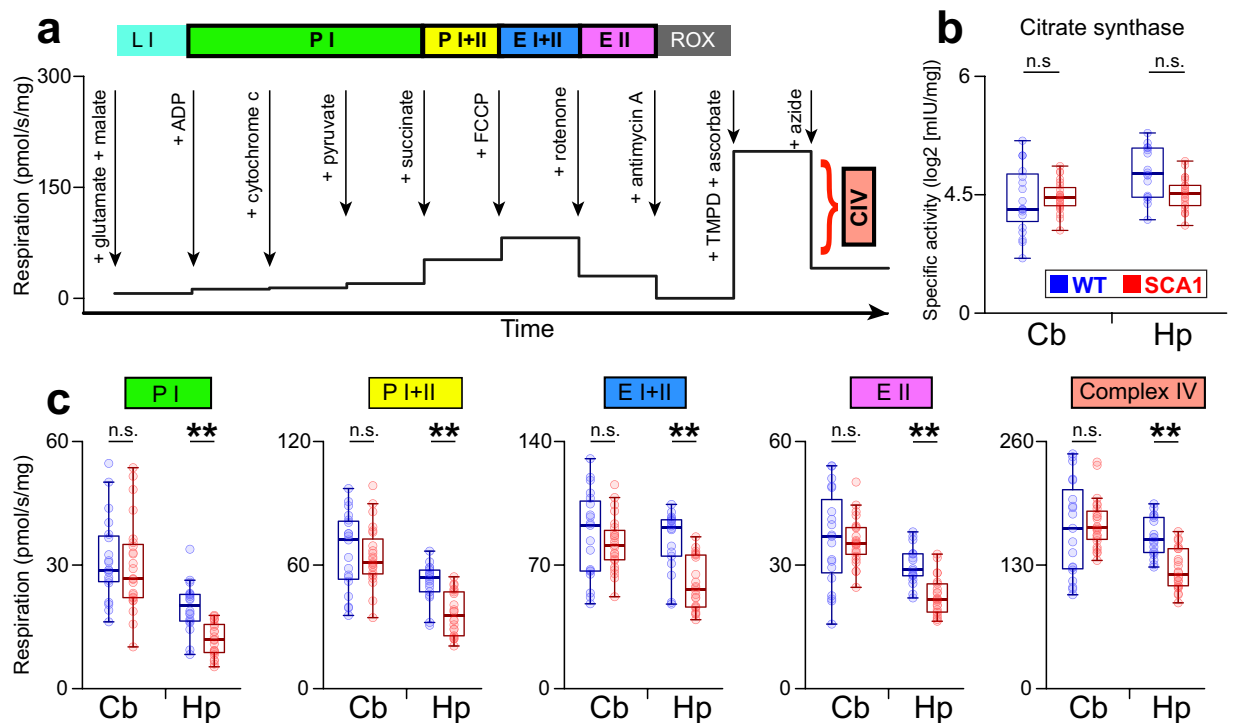 a
L I
P I
P I+II
E I+II
E II
ROX
Respiration (pmol/s/mg)
300
150
0
+ glutamate + malate
+ ADP
+ cytochrome c
+ pyruvate
+ succinate
+ FCCP
+ rotenone
+ antimycin A
+ TMPD + ascorbate
+ azide
CIV
Time
b
Citrate synthase
n.s
n.s.
Specific activity (log2 [mIU/mg])
6
4.5
0
WT
SCA1
Cb
Hp
c
Respiration (pmol/s/mg)
P I
n.s.
**
60
30
0
Cb
Hp
P I+II
n.s.
**
120
60
0
Cb
Hp
E I+II
n.s.
**
140
70
0
Cb
Hp
E II
n.s.
**
60
30
0
Cb
Hp
Complex IV
n.s.
**
260
130
0
Cb
Hp